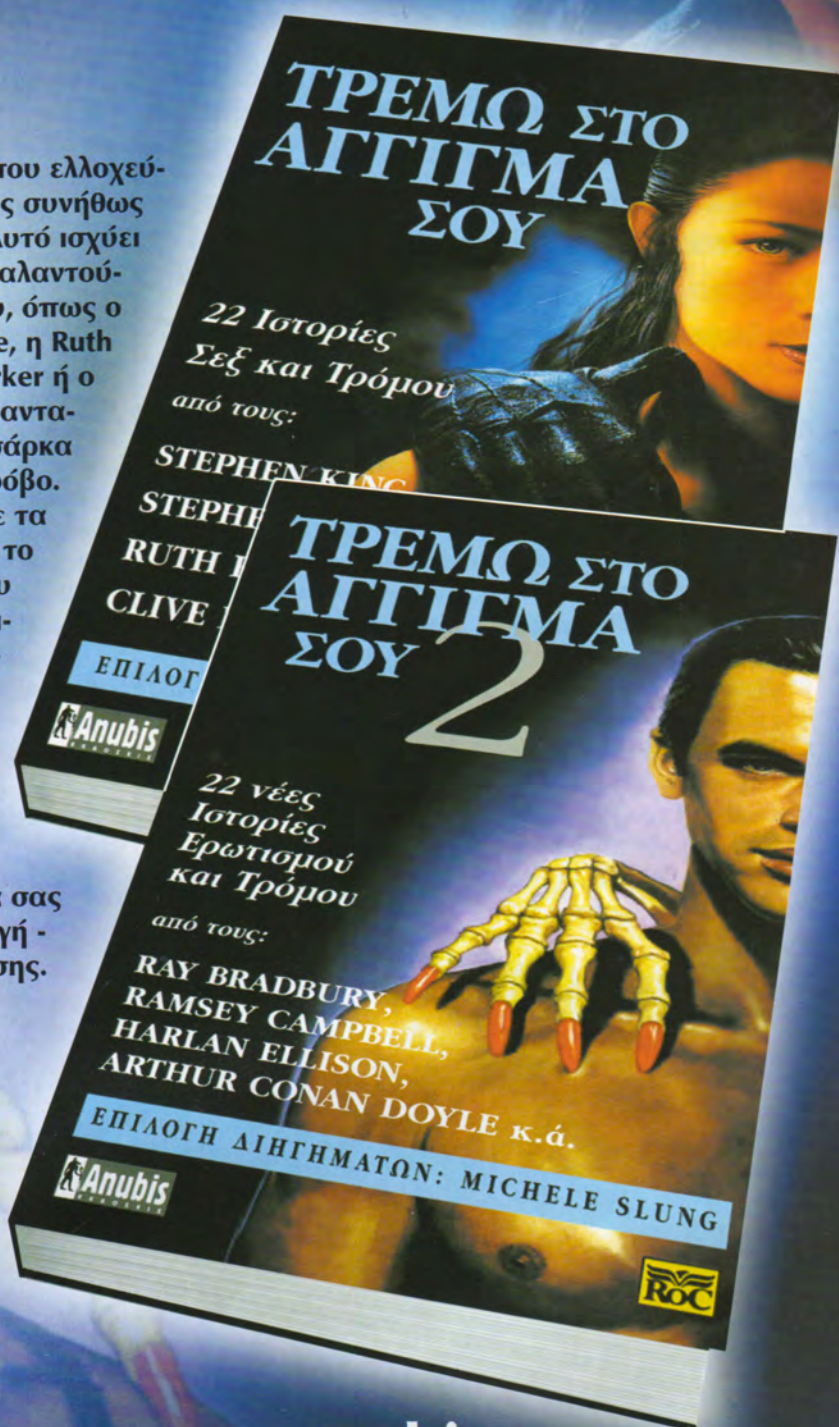 του ελλοχεύ-
ς συνήθως
υτό ισχύει
αλαντού-
, όπως ο
e, η Ruth
ker ή ο
αντα-
άρκα
όβο.
ε τα
το
σας
γή -
σης.
ΤΡΕΜΩ ΣΤΟ
ΑΓΓΙΓΜΑ
ΣΟΥ
22 Ιστορίες
Σεξ και Τρόμου
από τους:
STEPHEN KING
STEPHE
RUTH
CLIVE
ΕΠΙΛΟΓ
Anubis
ΤΡΕΜΩ ΣΤΟ
ΑΓΓΙΓΜΑ
ΣΟΥ 2
22 νέες
Ιστορίες
Ερωτισμού
και Τρόμου
από τους:
RAY BRADBURY,
RAMSEY CAMPBELL,
HARLAN ELLISON,
ARTHUR CONAN DOYLE κ.ά.
ΕΠΙΛΟΓΗ ΔΙΗΓΗΜΑΤΩΝ: MICHELE SLUNG
Anubis
ROC